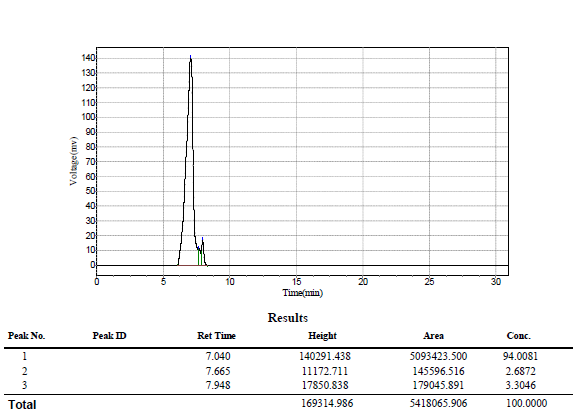 140
130
120
110
100
90
80
70
60
50
40
30
20
10
0
Voltage(mv)
0 5 10 15 20 25 30
Time(min)
Results
Peak No. Peak ID Ret Time Height Area Conc.
1 7.040 140291.438 5093423.500 94.0081
2 7.665 11172.711 145596.516 2.6872
3 7.948 17850.838 179045.891 3.3046
Total 169314.986 5418065.906 100.0000